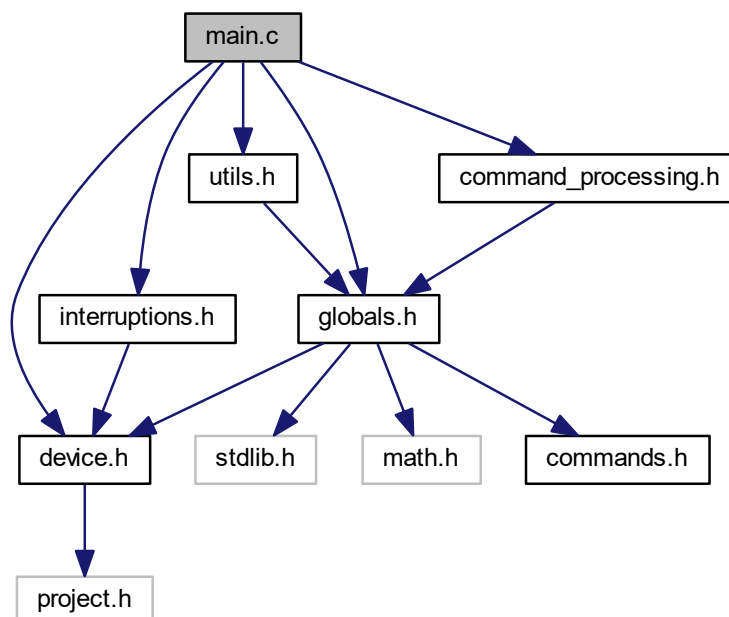 main.c
utils.h
command_processing.h
interruptions.h
globals.h
device.h
stdlib.h
math.h
commands.h
project.h